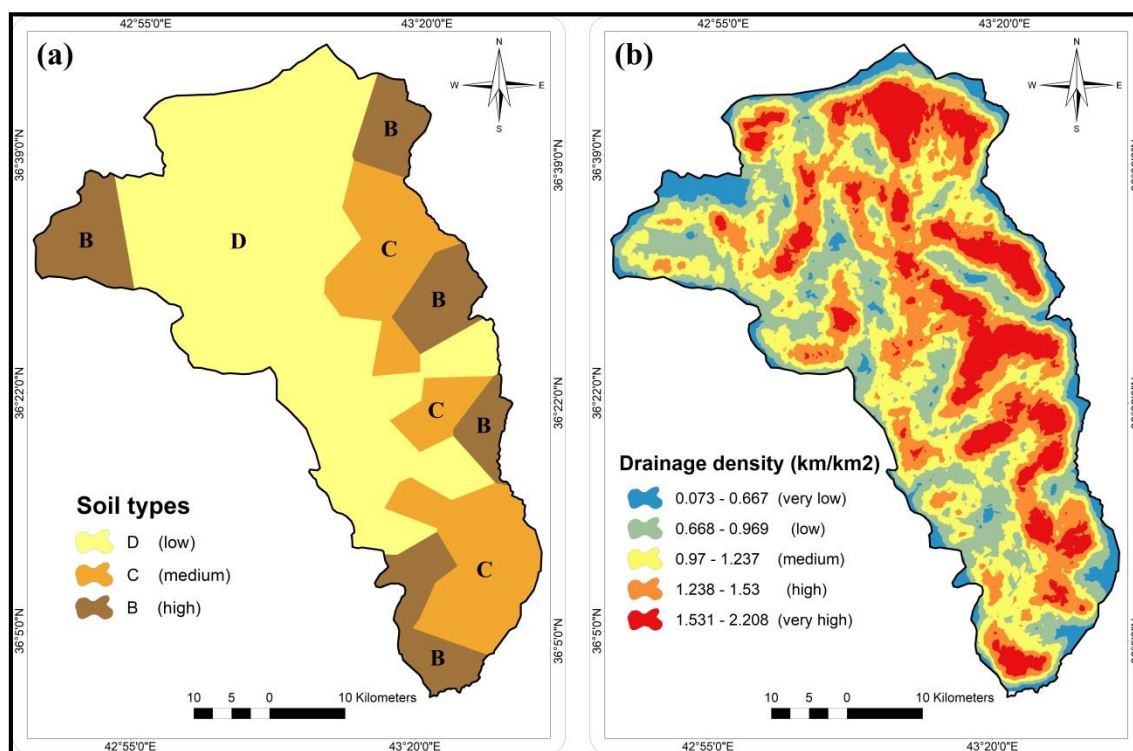 42°55'0"E
43°20'0"E
(a)
N
W
E
S
B
36°39'0"N
36°39'0"N
B
D
C
B
36°22'0"N
36°22'0"N
C
B
Soil types
D (low)
C (medium)
B (high)
C
36°5'0"N
36°5'0"N
B
10 5 0 10 Kilometers
42°55'0"E
43°20'0"E
42°55'0"E
43°20'0"E
(b)
N
W
E
S
Drainage density (km/km2)
0.073 - 0.667 (very low)
0.668 - 0.969 (low)
0.97 - 1.237 (medium)
1.238 - 1.53 (high)
1.531 - 2.208 (very high)
10 5 0 10 Kilometers
42°55'0"E
43°20'0"E